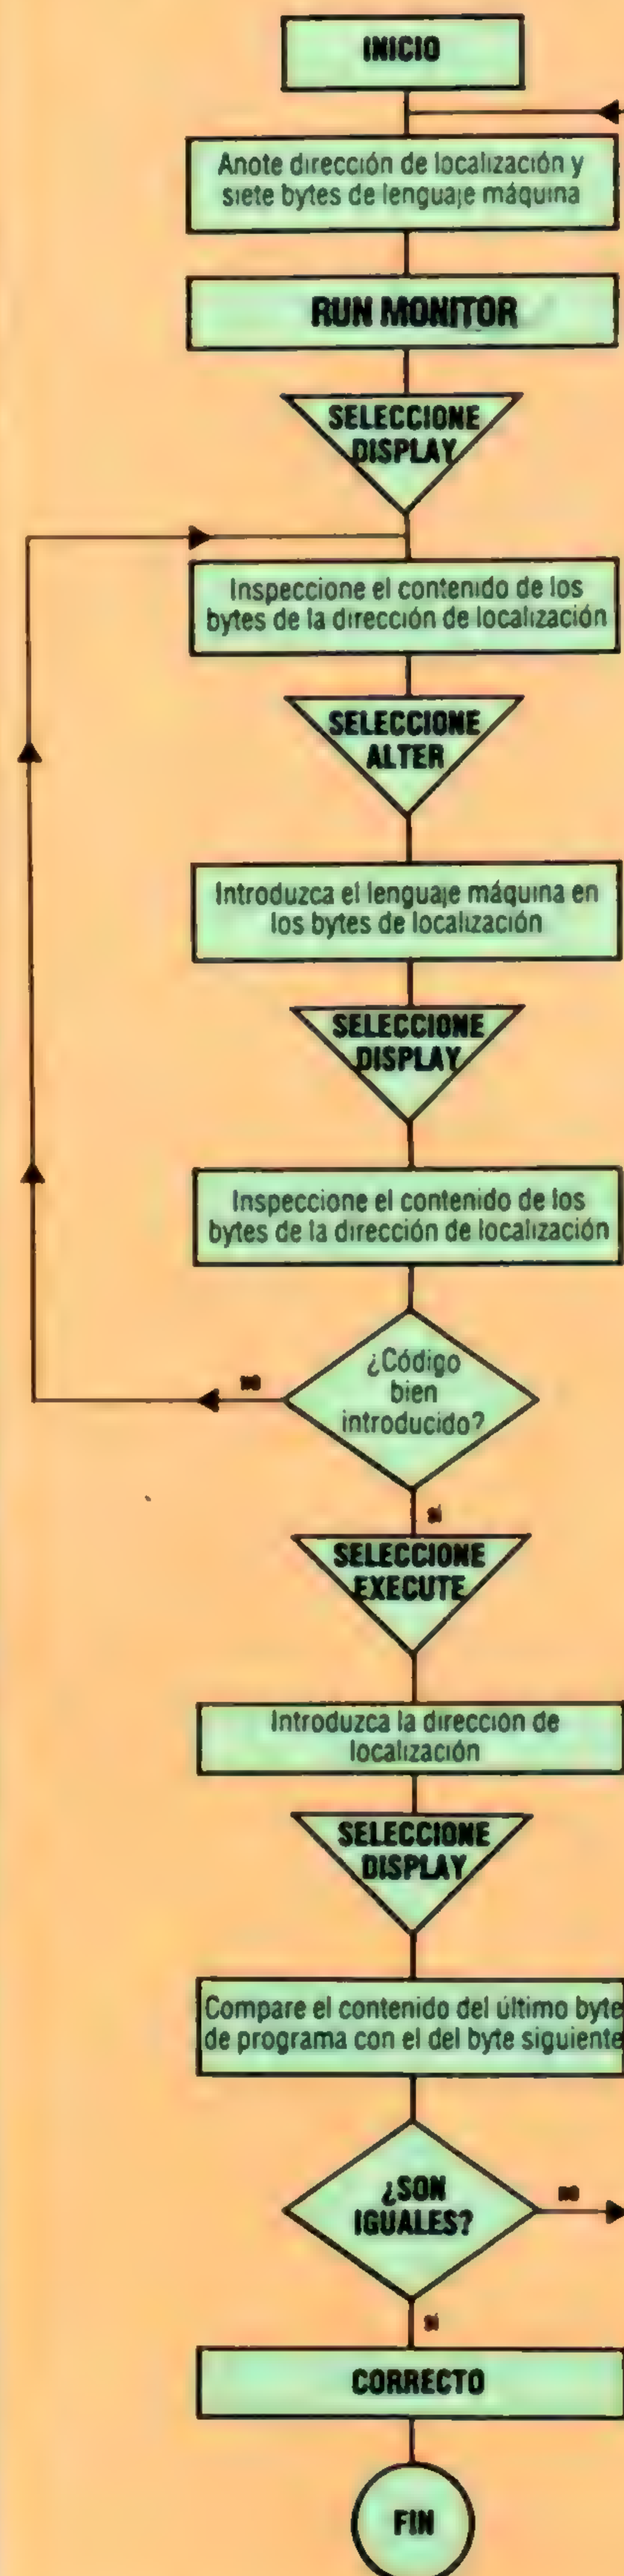 INICIO
Anote dirección de localización y
siete bytes de lenguaje máquina
RUN MONITOR
SELECCIONE
DISPLAY
Inspeccione el contenido de los
bytes de la dirección de localización
SELECCIONE
ALTER
Introduzca el lenguaje máquina en
los bytes de localización
SELECCIONE
DISPLAY
Inspeccione el contenido de los
bytes de la dirección de localización
¿Código
bien
introducido?
no
sí
SELECCIONE
EXECUTE
Introduzca la dirección de
localización
SELECCIONE
DISPLAY
Compare el contenido del último byte
de programa con el del byte siguiente
¿SON
IGUALES?
no
sí
CORRECTO
FIN